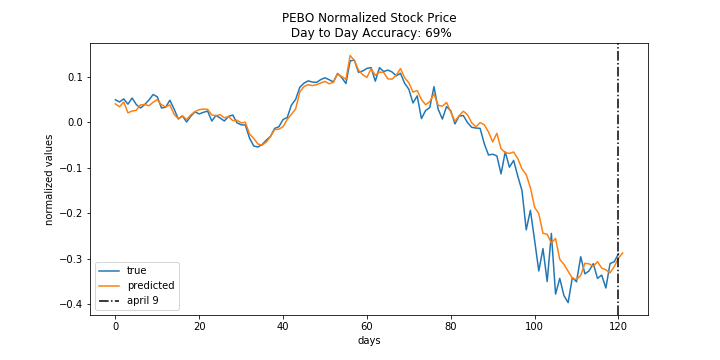 PEBO Normalized Stock Price
Day to Day Accuracy: 69%
normalized values
0.1
0.0
−0.1
−0.2
−0.3
−0.4
true
predicted
april 9
0 20 40 60 80 100 120
days